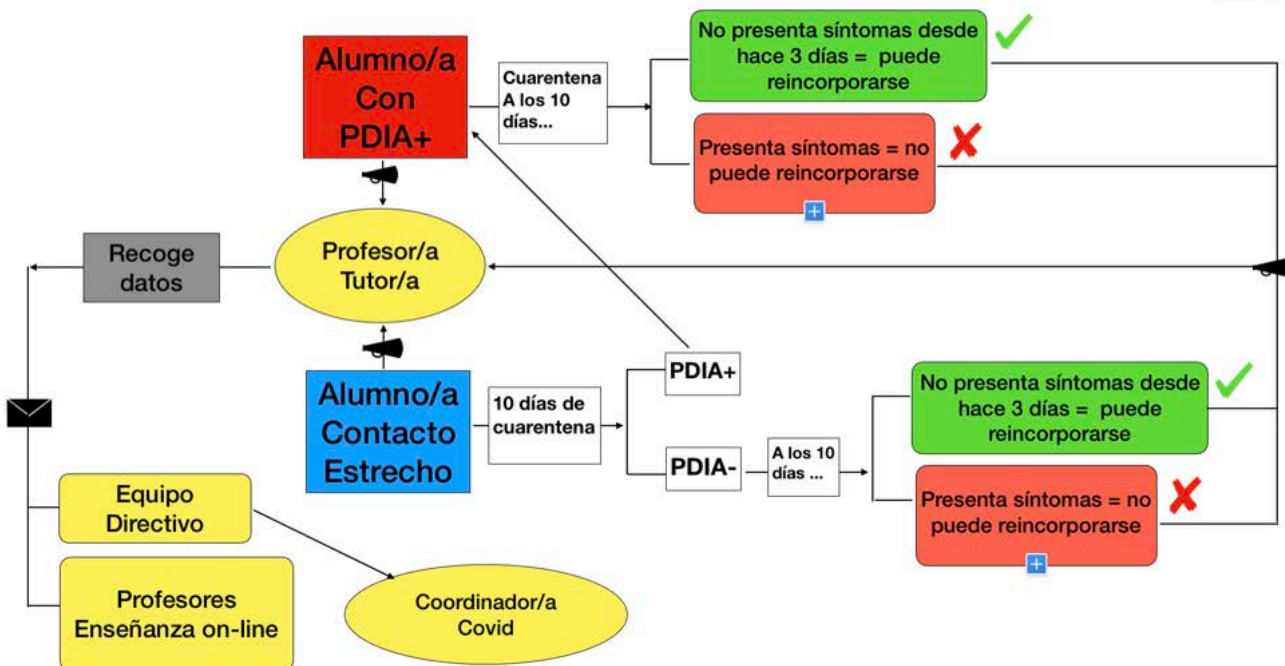 Alumno/a
Con
PDIA+
Cuarentena
A los 10
días...
No presenta síntomas desde
hace 3 días = puede
reincorporarse
Presenta síntomas = no
puede reincorporarse
Recoge
datos
Profesor/a
Tutor/a
Alumno/a
Contacto
Estrecho
10 días de
cuarentena
PDIA+
PDIA-
A los 10
días ...
No presenta síntomas desde
hace 3 días = puede
reincorporarse
Presenta síntomas = no
puede reincorporarse
Equipo
Directivo
Profesores
Enseñanza on-line
Coordinador/a
Covid